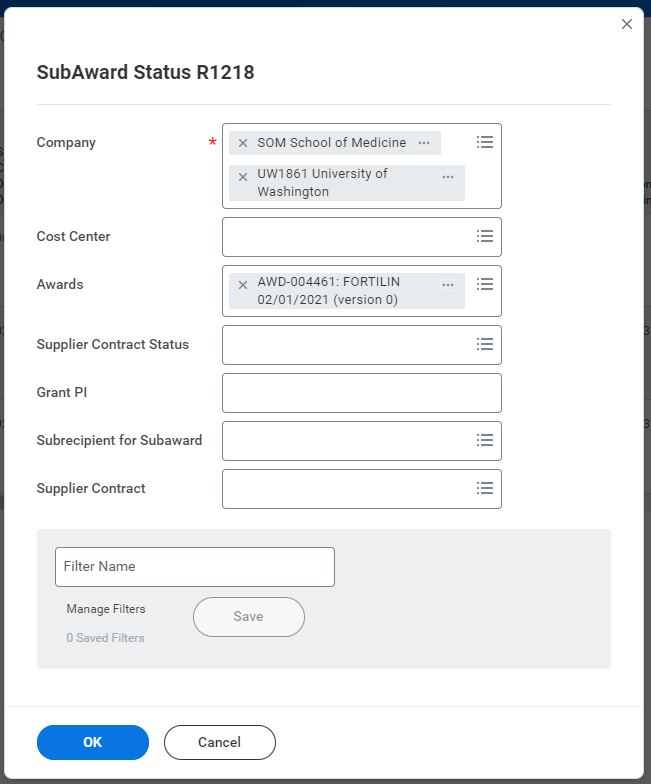 SubAward Status R1218
Company *
SOM School of Medicine
UW1861 University of
Washington
Cost Center
Awards
AWD-004461: FORTILIN
02/01/2021 (version 0)
Supplier Contract Status
Grant PI
Subrecipient for Subaward
Supplier Contract
Filter Name
Manage Filters
Save
0 Saved Filters
OK
Cancel